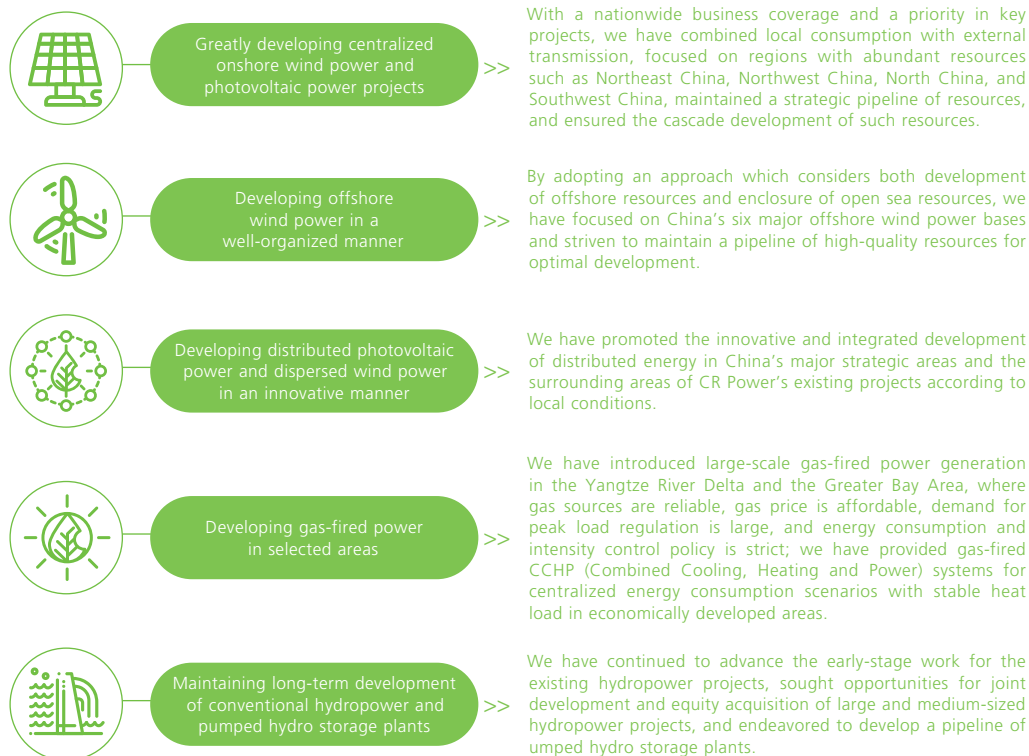 Greatly developing centralized
onshore wind power and
photovoltaic power projects
>>
With a nationwide business coverage and a priority in key
projects, we have combined local consumption with external
transmission, focused on regions with abundant resources
such as Northeast China, Northwest China, North China, and
Southwest China, maintained a strategic pipeline of resources,
and ensured the cascade development of such resources.
Developing offshore
wind power in a
well-organized manner
>>
By adopting an approach which considers both development
of offshore resources and enclosure of open sea resources, we
have focused on China's six major offshore wind power bases
and striven to maintain a pipeline of high-quality resources for
optimal development.
Developing distributed photovoltaic
power and dispersed wind power
in an innovative manner
>>
We have promoted the innovative and integrated development
of distributed energy in China's major strategic areas and the
surrounding areas of CR Power's existing projects according to
local conditions.
Developing gas-fired power
in selected areas
>>
We have introduced large-scale gas-fired power generation
in the Yangtze River Delta and the Greater Bay Area, where
gas sources are reliable, gas price is affordable, demand for
peak load regulation is large, and energy consumption and
intensity control policy is strict; we have provided gas-fired
CCHP (Combined Cooling, Heating and Power) systems for
centralized energy consumption scenarios with stable heat
load in economically developed areas.
Maintaining long-term development
of conventional hydropower and
pumped hydro storage plants
>>
We have continued to advance the early-stage work for the
existing hydropower projects, sought opportunities for joint
development and equity acquisition of large and medium-sized
hydropower projects, and endeavored to develop a pipeline of
umped hydro storage plants.